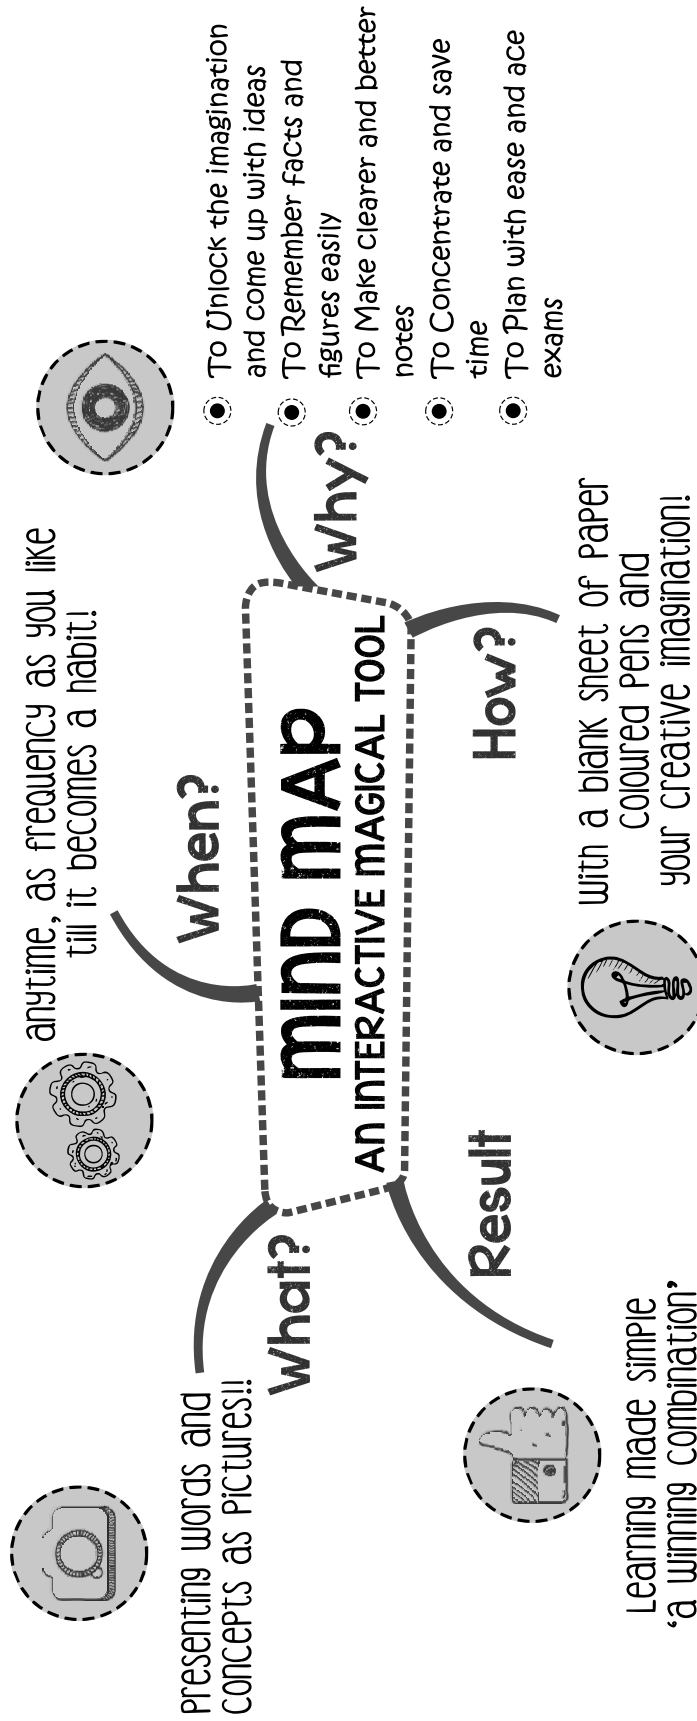 MIND MAP
AN INTERACTIVE MAGICAL TOOL
What?
Presenting words and
Concepts as Pictures!!
When?
anytime, as frequency as you like
till it becomes a habit!
Why?
To Unlock the imagination
and come up with ideas
To Remember facts and
figures easily
To Make clearer and better
notes
To Concentrate and save
time
To Plan with ease and ace
exams
How?
With a blank sheet of Paper
Coloured Pens and
your creative imagination!
Result
Learning made simple
‘a winning combination’